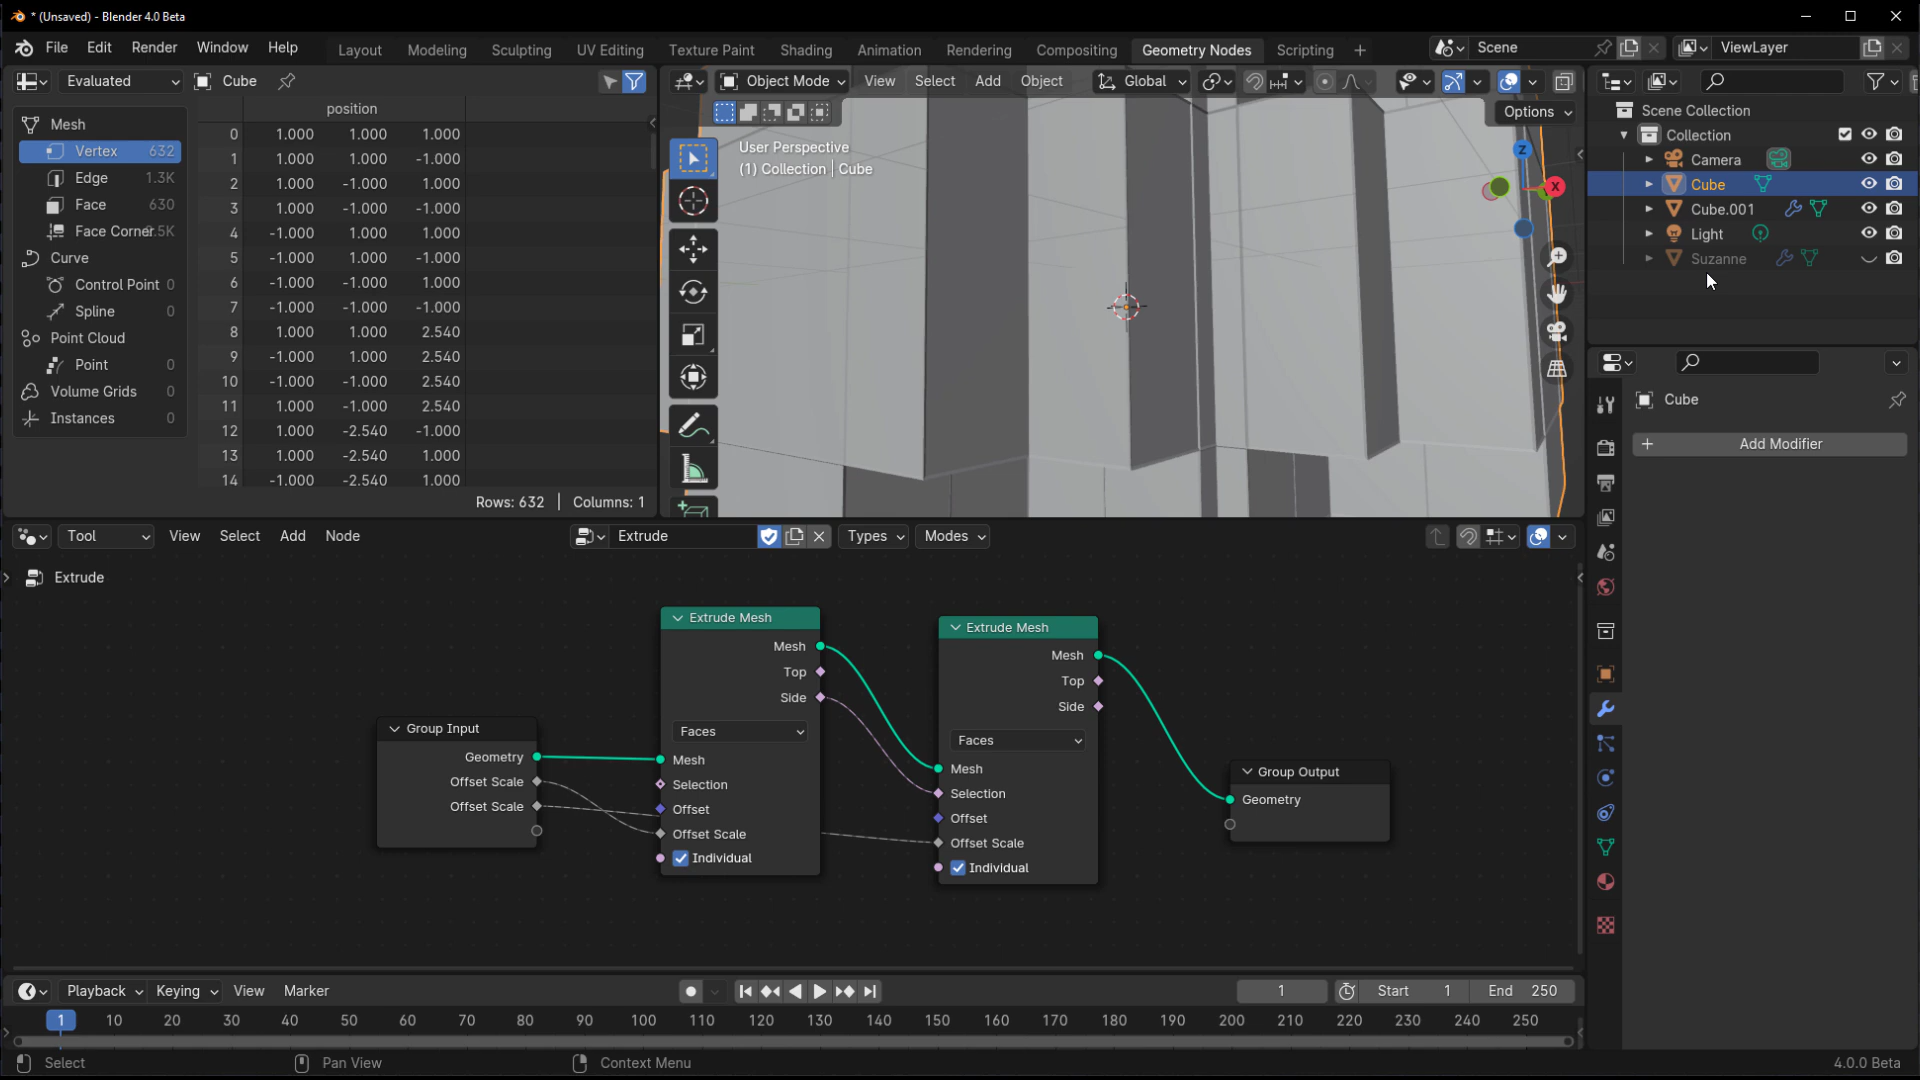 * (Unsaved) - Blender 4.0 Beta
File Edit Render Window Help
Layout Modeling Sculpting UV Editing Texture Paint Shading Animation Rendering Compositing Geometry Nodes Scripting +
Scene
ViewLayer
Evaluated
Cube
position
Mesh
Vertex 632
Edge 1.3K
Face 630
Face Corner
Curve
Control Point 0
Spline 0
Point Cloud
Point 0
Volume Grids 0
Instances 0
0 1.000 1.000 1.000
1 1.000 1.000 -1.000
2 1.000 -1.000 1.000
3 1.000 -1.000 -1.000
4 -1.000 1.000 1.000
5 -1.000 1.000 -1.000
6 -1.000 -1.000 1.000
7 -1.000 -1.000 -1.000
8 1.000 1.000 2.540
9 -1.000 1.000 2.540
10 -1.000 -1.000 2.540
11 1.000 -1.000 2.540
12 1.000 -2.540 -1.000
13 1.000 -2.540 1.000
14 -1.000 -2.540 1.000
Rows: 632 | Columns: 1
Object Mode View Select Add Object Global
Options
User Perspective
(1) Collection | Cube
Z
X
Scene Collection
Collection
Camera
Cube
Cube.001
Light
Suzanne
Cube
+ Add Modifier
Tool View Select Add Node
Extrude
Types Modes
Extrude
Group Input
Geometry
Offset Scale
Offset Scale
Extrude Mesh
Mesh
Top
Side
Faces
Mesh
Selection
Offset
Offset Scale
Individual
Extrude Mesh
Mesh
Top
Side
Faces
Mesh
Selection
Offset
Offset Scale
Individual
Group Output
Geometry
Playback Keying View Marker
1
Start 1
End 250
1 10 20 30 40 50 60 70 80 90 100 110 120 130 140 150 160 170 180 190 200 210 220 230 240 250
Select
Pan View
Context Menu
4.0.0 Beta